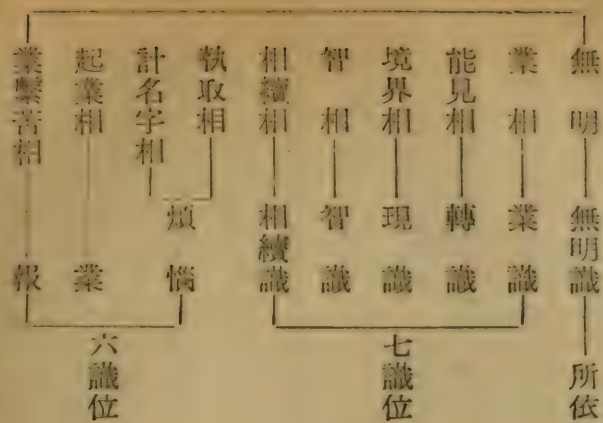 無明 無明識 所依
業相 業識
能見相 轉識
境界相 現識
智相 智識
相續相 相續識
七識位
執取相
計名字相
煩惱
起業相 業
業繫苦相 報
六識位